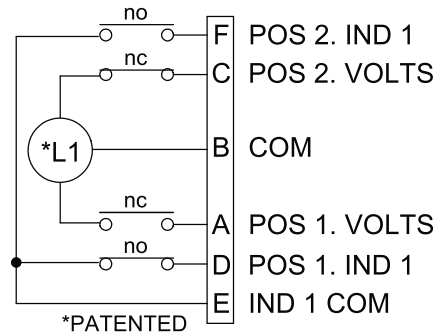 no
F POS 2. IND 1
nc
C POS 2. VOLTS
*L1
B COM
nc
A POS 1. VOLTS
no
D POS 1. IND 1
E IND 1 COM
*PATENTED